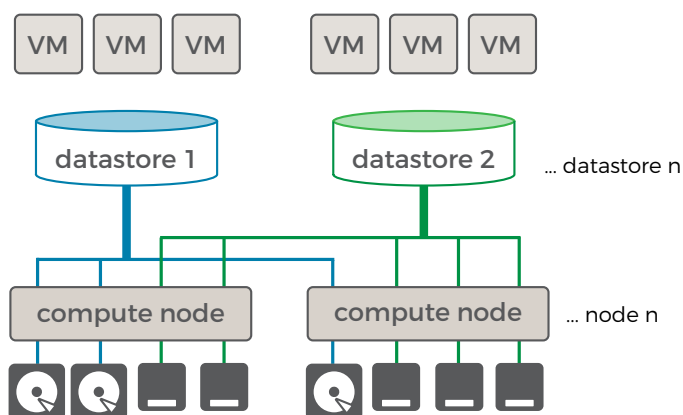 VM VM VM VM VM VM
datastore 1 datastore 2 ... datastore n
compute node compute node ... node n